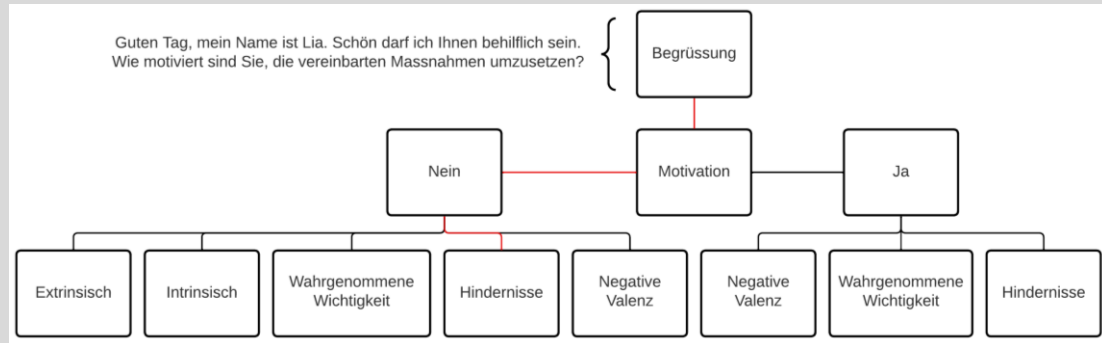 Guten Tag, mein Name ist Lia. Schön darf ich Ihnen behilflich sein.
Wie motiviert sind Sie, die vereinbarten Massnahmen umzusetzen?
Begrüssung
Nein
Motivation
Ja
Extrinsisch
Intrinsisch
Wahrgenommene
Wichtigkeit
Hindernisse
Negative
Valenz
Negative
Valenz
Wahrgenommene
Wichtigkeit
Hindernisse